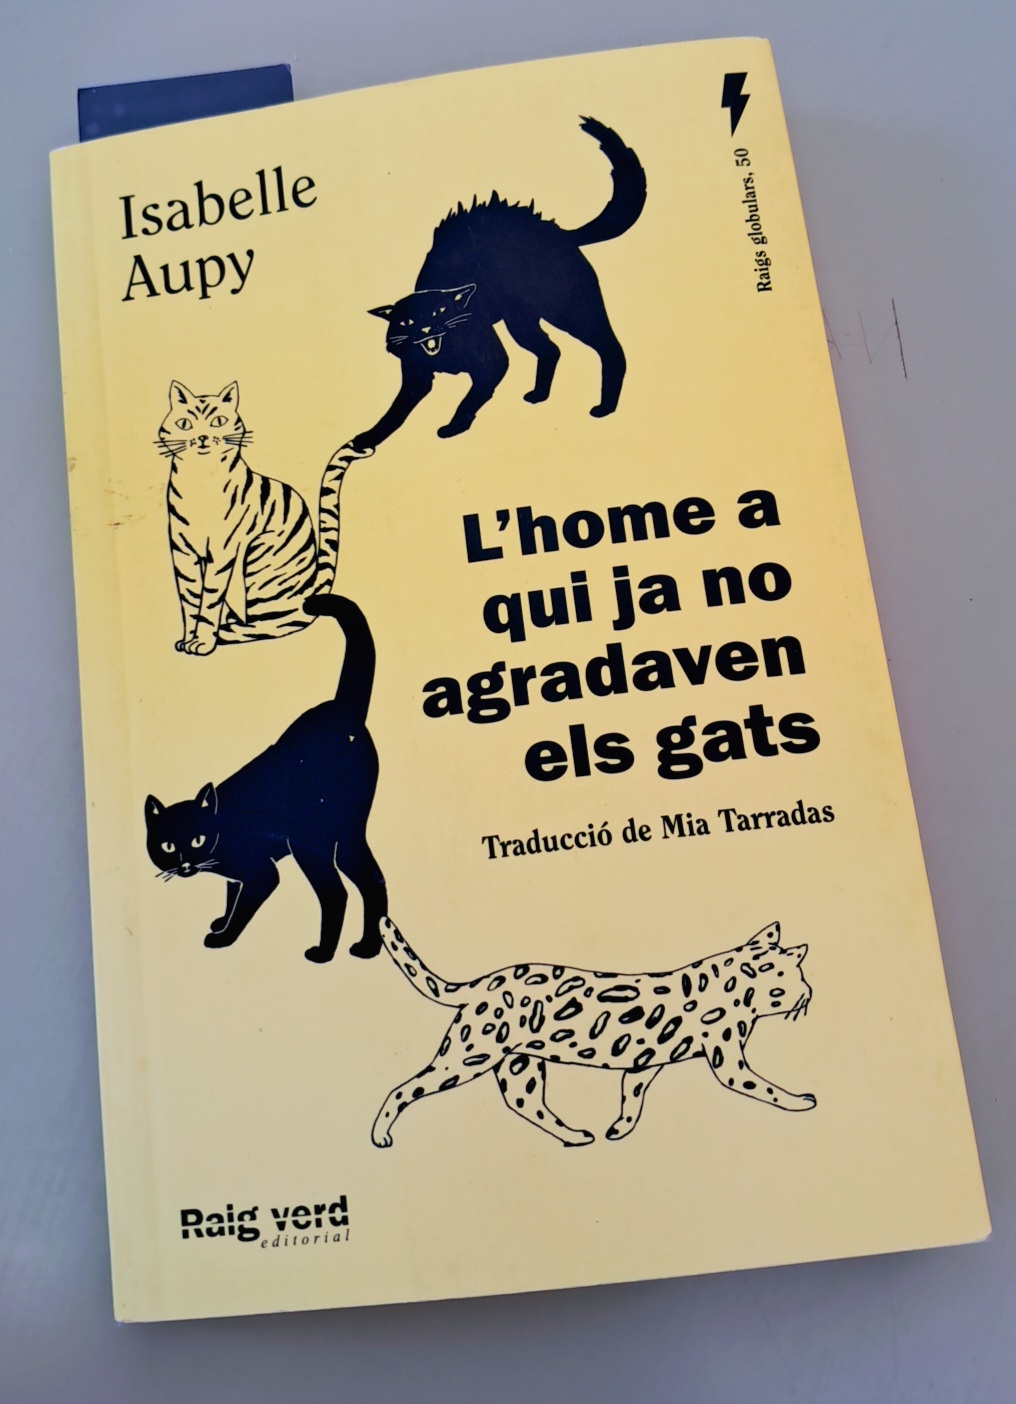 Isabelle
Aupy
Raigs globulars, 50
L'home a
qui ja no
agradaven
els gats
Traducció de Mia Tarradas
Raig verd
editorial